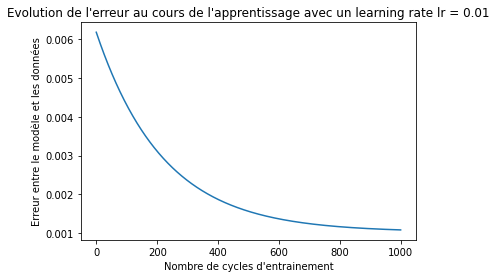 Evolution de l'erreur au cours de l'apprentissage avec un learning rate lr = 0.01
Erreur entre le modèle et les données
0.006
0.005
0.004
0.003
0.002
0.001
0 200 400 600 800 1000
Nombre de cycles d'entrainement